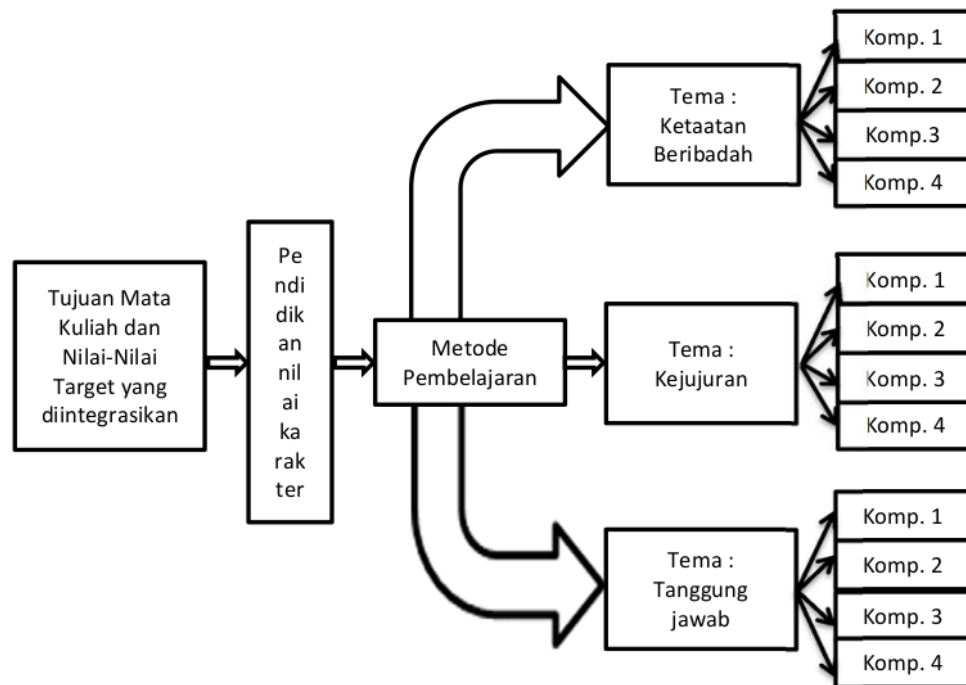 Tujuan Mata
Kuliah dan
Nilai-Nilai
Target yang
diintegrasikan
Pe
ndi
dik
an
nil
ai
ka
rak
ter
Metode
Pembelajaran
Tema :
Ketaatan
Beribadah
Komp. 1
Komp. 2
Komp.3
Komp. 4
Tema :
Kejujuran
Komp. 1
Komp. 2
Komp. 3
Komp. 4
Tema :
Tanggung
jawab
Komp. 1
Komp. 2
Komp. 3
Komp. 4